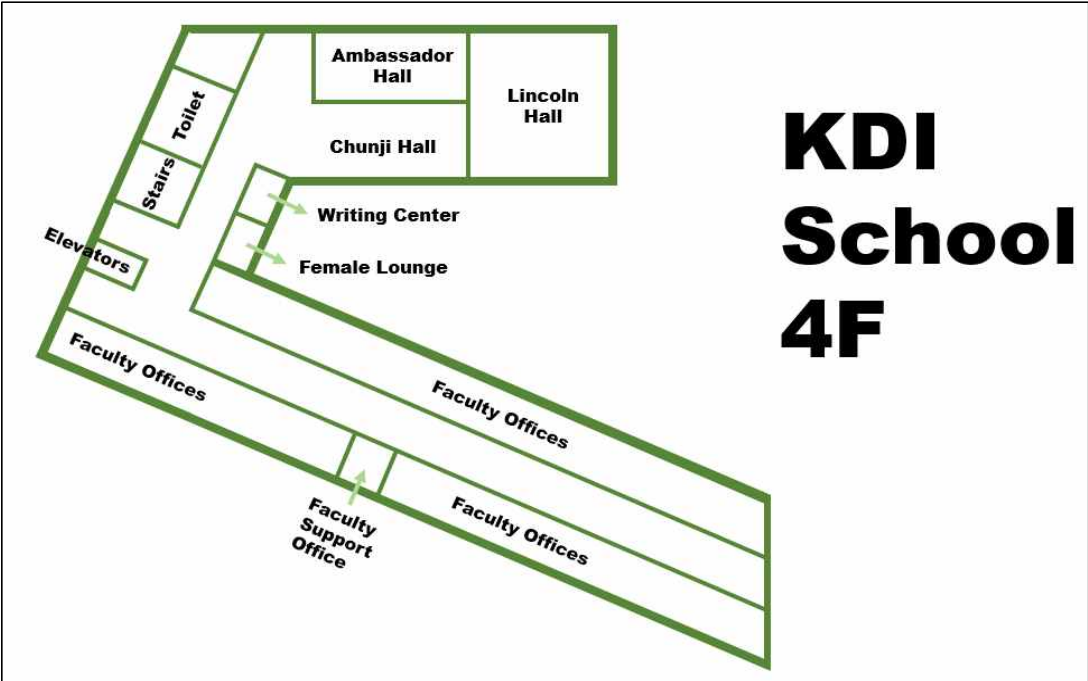 Ambassador
Hall
Lincoln
Hall
Toilet
Chunji Hall
Stairs
Writing Center
Elevators
Female Lounge
Faculty Offices
Faculty Offices
Faculty Offices
Faculty
Support
Office
KDI
School
4F